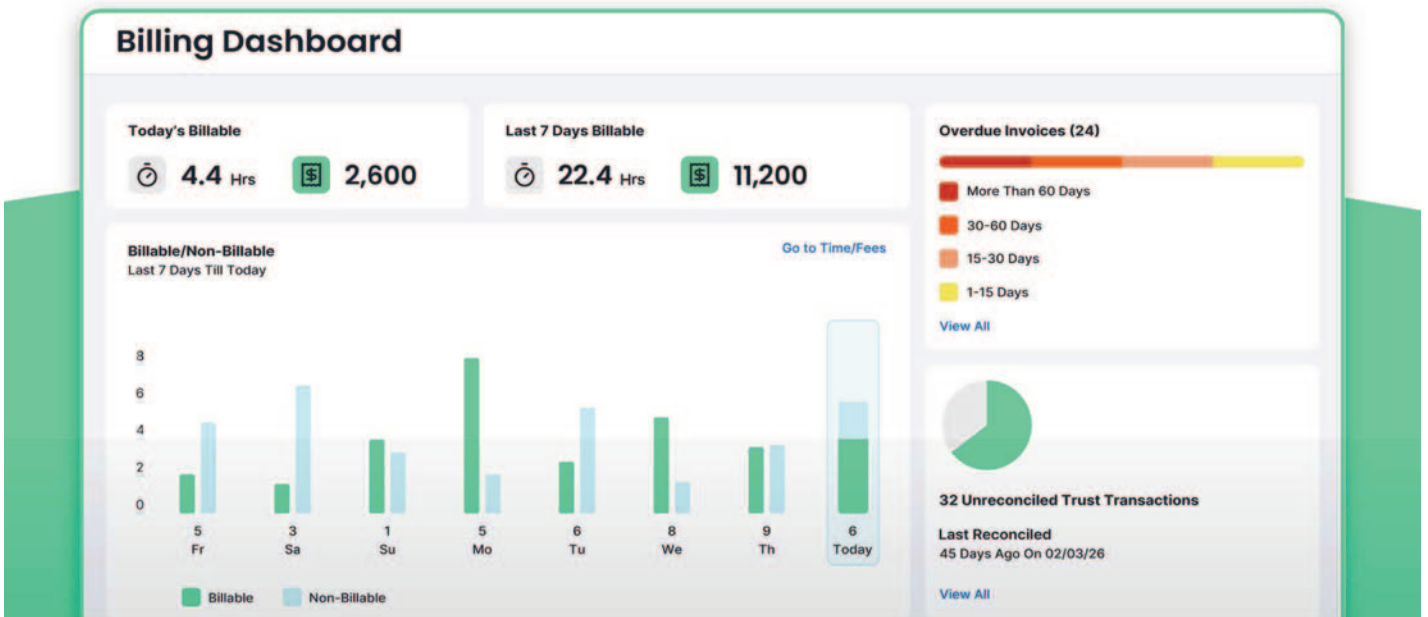 Billing Dashboard
Today's Billable
4.4 Hrs
$
2,600
Last 7 Days Billable
22.4 Hrs
$
11,200
Billable/Non-Billable
Go to Time/Fees
Last 7 Days Till Today
8
6
4
2
0
5 3 1 5 6 8 9 6
Fr Sa Su Mo Tu We Th Today
Billable Non-Billable
Overdue Invoices (24)
More Than 60 Days
30-60 Days
15-30 Days
1-15 Days
View All
32 Unreconciled Trust Transactions
Last Reconciled
45 Days Ago On 02/03/26
View All